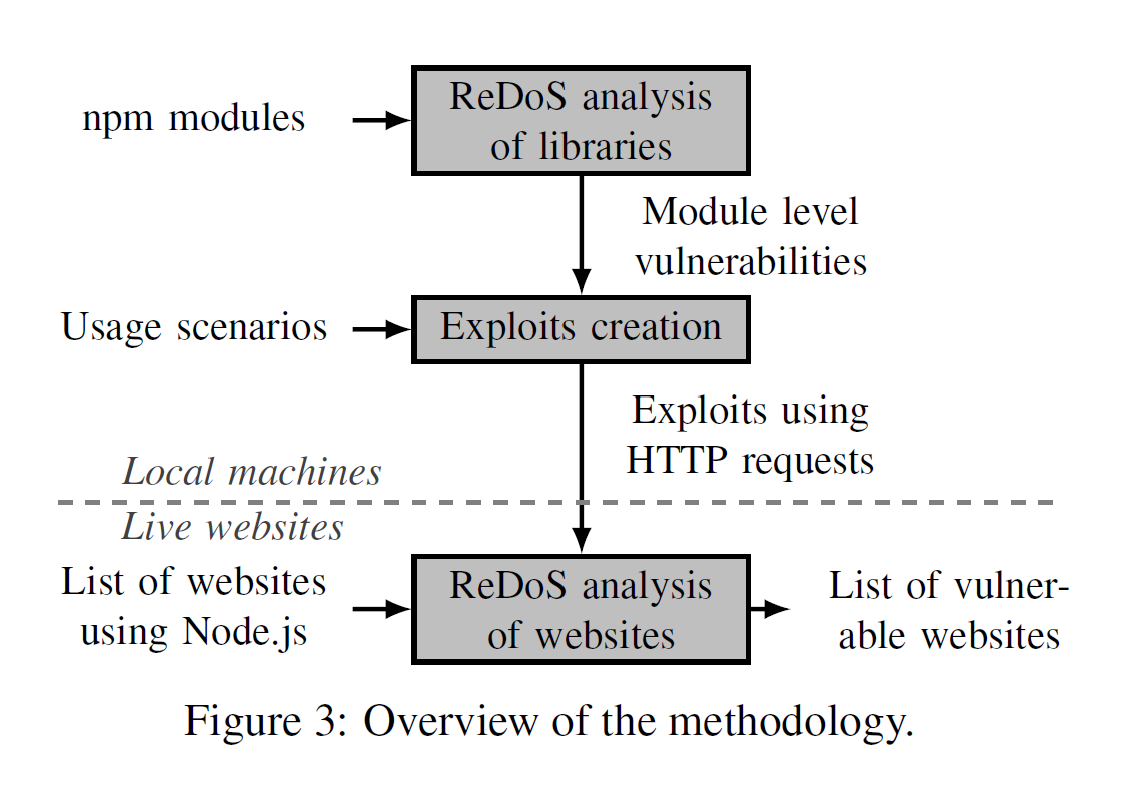 npm modules
ReDoS analysis
of libraries
Module level
vulnerabilities
Usage scenarios
Exploits creation
Exploits using
HTTP requests
Local machines
Live websites
List of websites
using Node.js
ReDoS analysis
of websites
List of vulner-
able websites
Figure 3: Overview of the methodology.